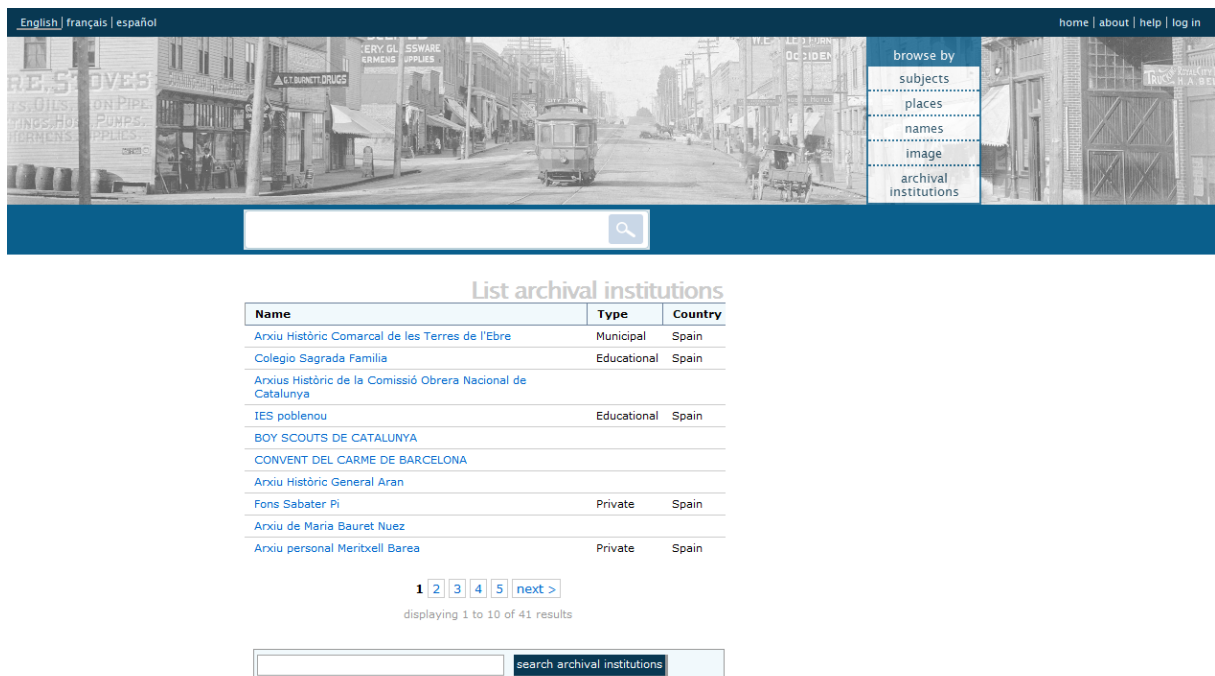 English | français | español
home | about | help | log in
G.T. BURNETT, DRUGS
browse by
subjects
places
names
image
archival
institutions
List archival institutions
Name Type Country
Arxiu Històric Comarcal de les Terres de l'Ebre Municipal Spain
Colegio Sagrada Familia Educational Spain
Arxius Històric de la Comissió Obrera Nacional de
Catalunya
IES poblenou Educational Spain
BOY SCOUTS DE CATALUNYA
CONVENT DEL CARME DE BARCELONA
Arxiu Històric General Aran
Fons Sabater Pi Private Spain
Arxiu de Maria Bauret Nuez
Arxiu personal Meritxell Barea Private Spain
1 2 3 4 5 next >
displaying 1 to 10 of 41 results
search archival institutions